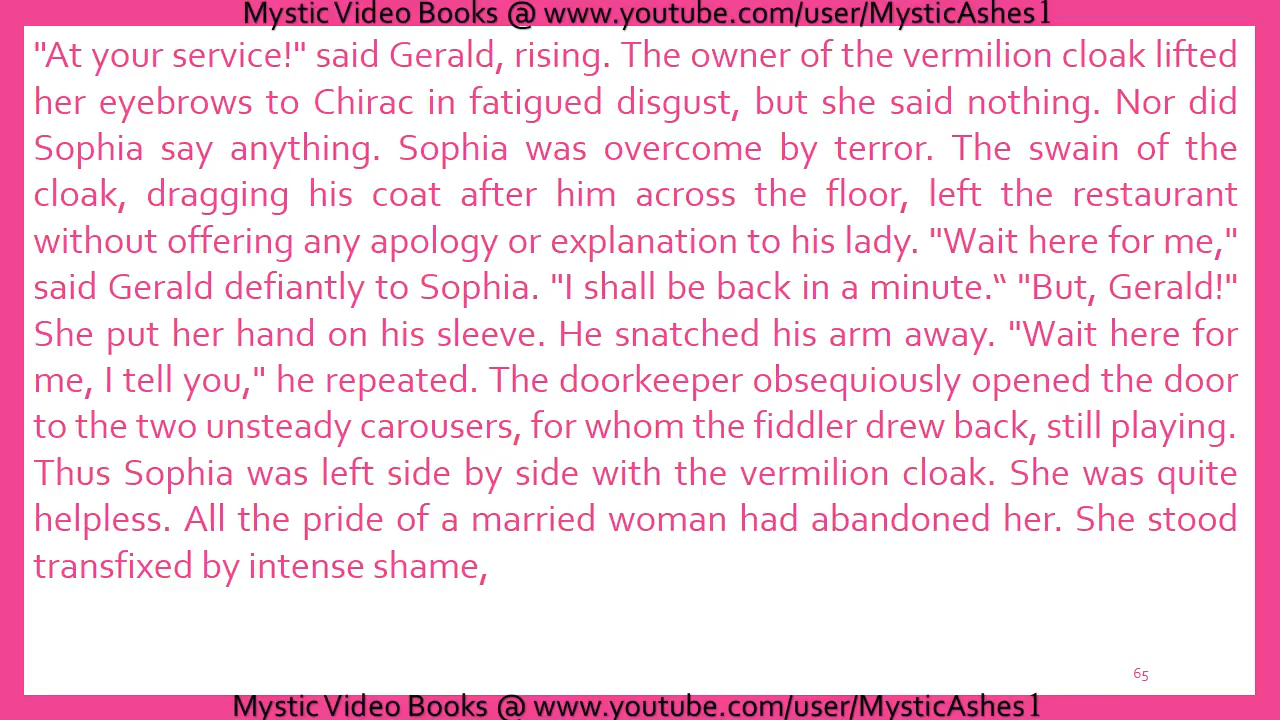 Mystic Video Books @ www.youtube.com/user/MysticAshes1
"At your service!" said Gerald, rising. The owner of the vermilion cloak lifted
her eyebrows to Chirac in fatigued disgust, but she said nothing. Nor did
Sophia say anything. Sophia was overcome by terror. The swain of the
cloak, dragging his coat after him across the floor, left the restaurant
without offering any apology or explanation to his lady. "Wait here for me,"
said Gerald defiantly to Sophia. "I shall be back in a minute.“ "But, Gerald!"
She put her hand on his sleeve. He snatched his arm away. "Wait here for
me, I tell you," he repeated. The doorkeeper obsequiously opened the door
to the two unsteady carousers, for whom the fiddler drew back, still playing.
Thus Sophia was left side by side with the vermilion cloak. She was quite
helpless. All the pride of a married woman had abandoned her. She stood
transfixed by intense shame,
65
Mystic Video Books @ www.youtube.com/user/MysticAshes1